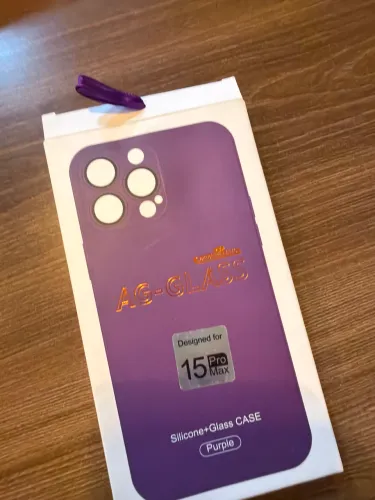 AG-GLASS
Designed for
15 Pro Max
Silicone+Glass CASE
Purple